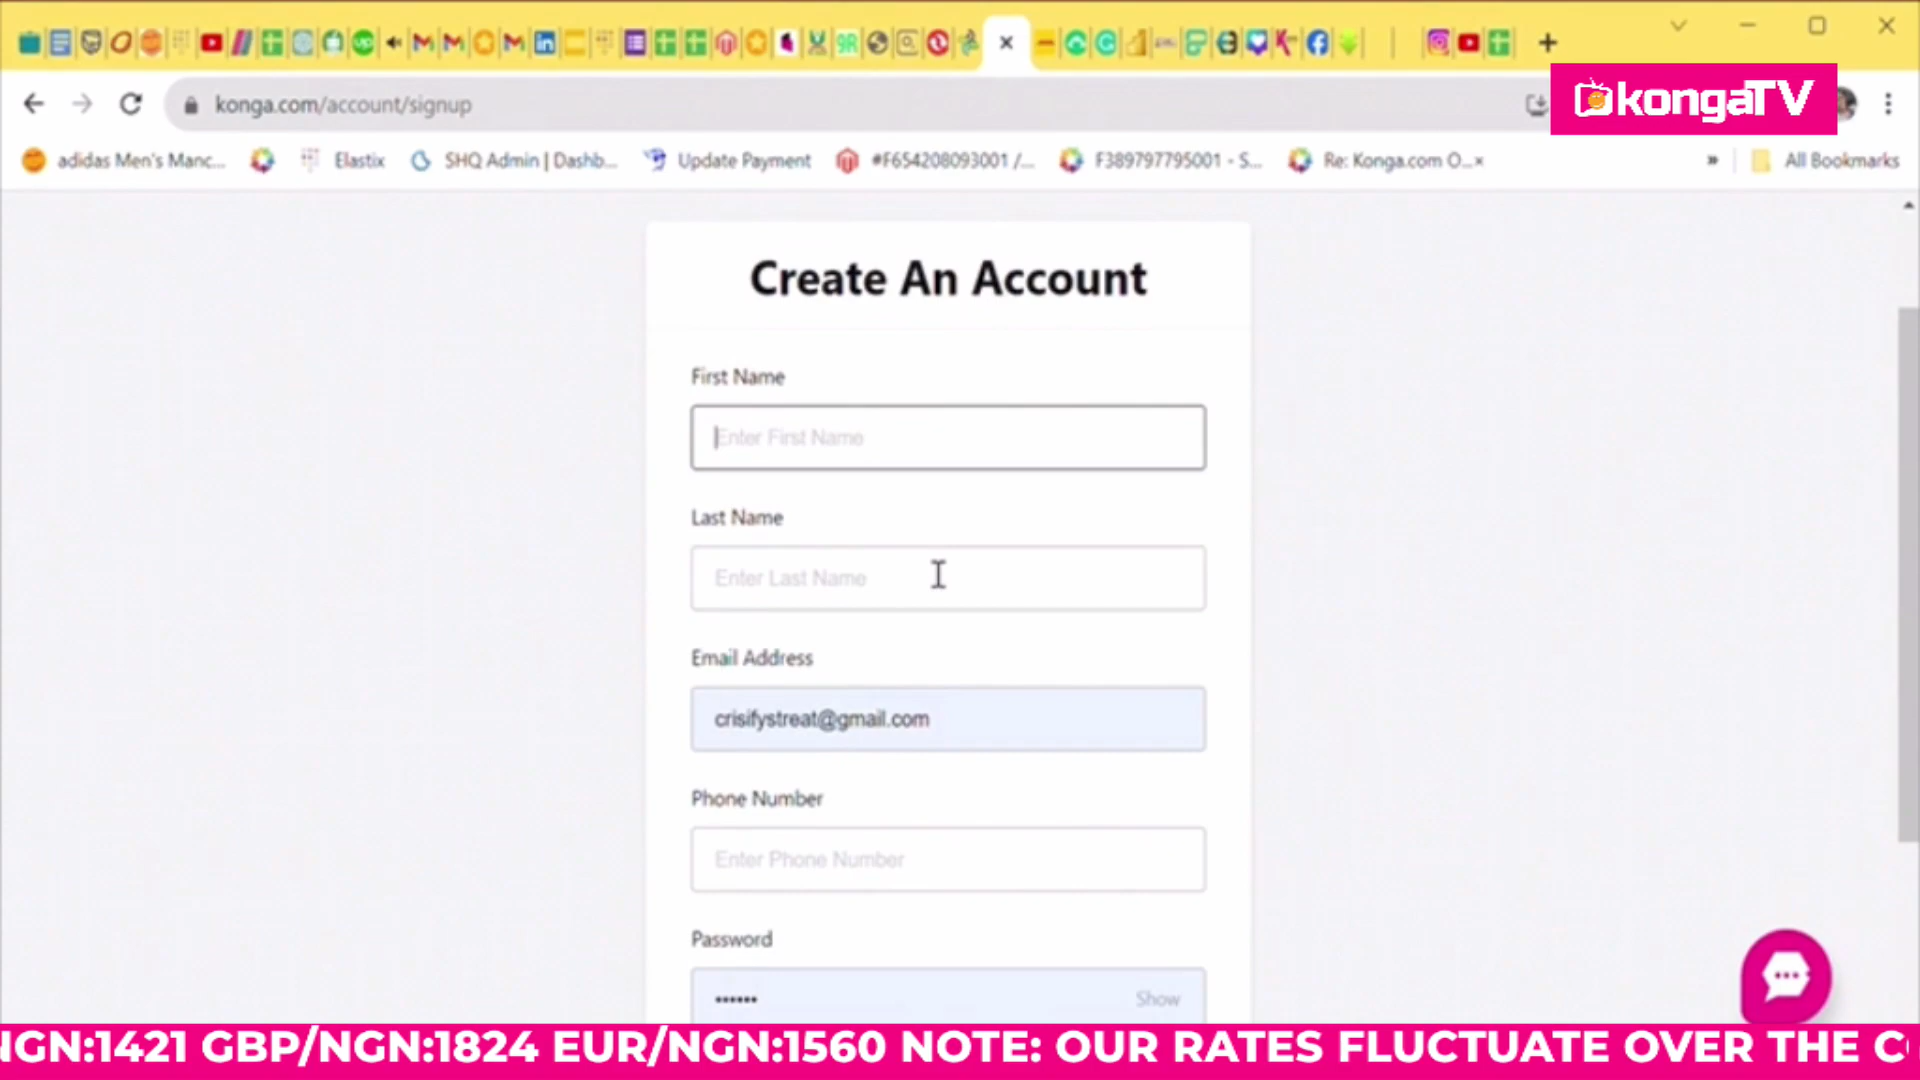 kongaTV
konga.com/account/signup
adidas Men's Manc... Elastix SHQ Admin | Dashb... Update Payment #F654208093001 /... F389797795001 - S... Re: Konga.com O...× » All Bookmarks
Create An Account
First Name
Enter First Name
Last Name
Enter Last Name
Email Address
crisifystreat@gmail.com
Phone Number
Enter Phone Number
Password
•••••• Show
NGN:1421 GBP/NGN:1824 EUR/NGN:1560 NOTE: OUR RATES FLUCTUATE OVER THE